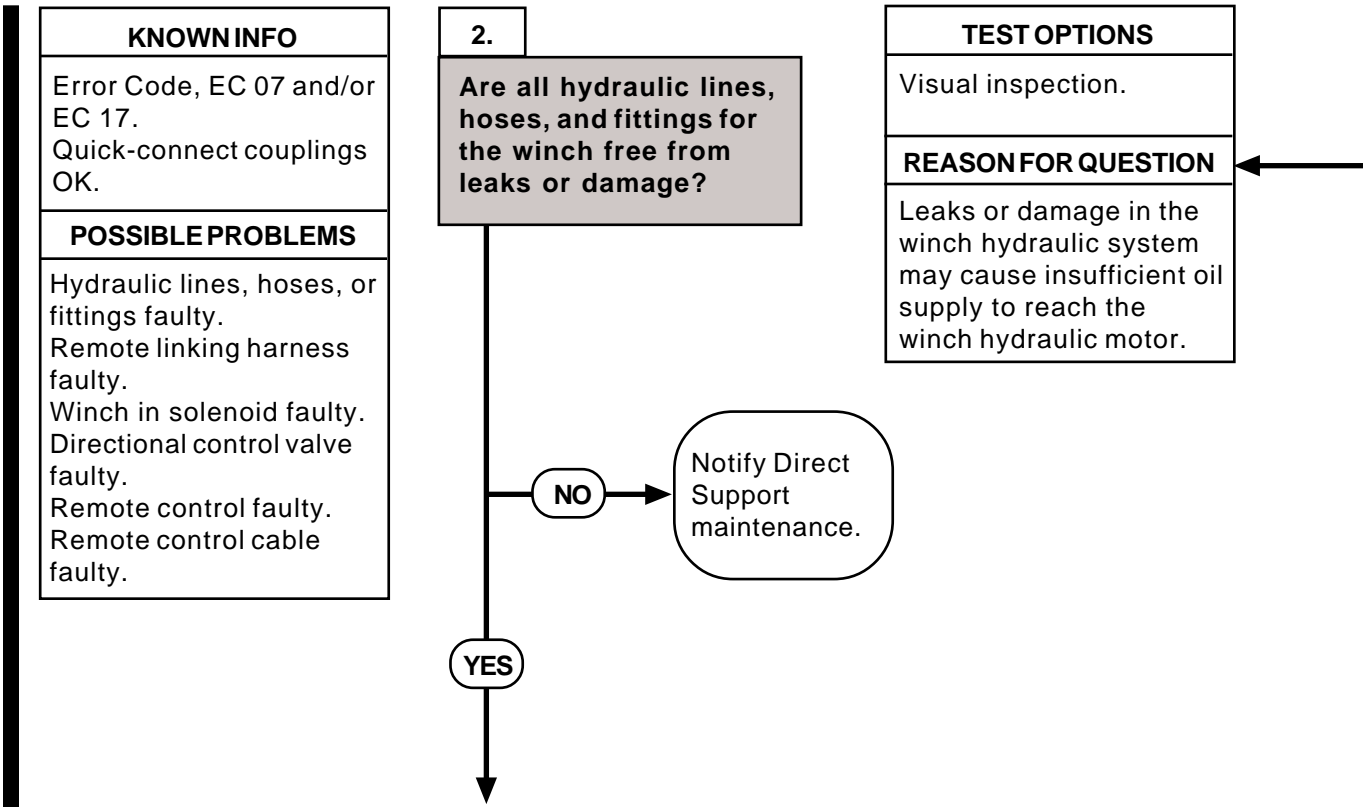 KNOWN INFO
Error Code, EC 07 and/or
EC 17.
Quick-connect couplings
OK.
POSSIBLE PROBLEMS
Hydraulic lines, hoses, or
fittings faulty.
Remote linking harness
faulty.
Winch in solenoid faulty.
Directional control valve
faulty.
Remote control faulty.
Remote control cable
faulty.
2.
Are all hydraulic lines,
hoses, and fittings for
the winch free from
leaks or damage?
NO
Notify Direct
Support
maintenance.
YES
TEST OPTIONS
Visual inspection.
REASON FOR QUESTION
Leaks or damage in the
winch hydraulic system
may cause insufficient oil
supply to reach the
winch hydraulic motor.